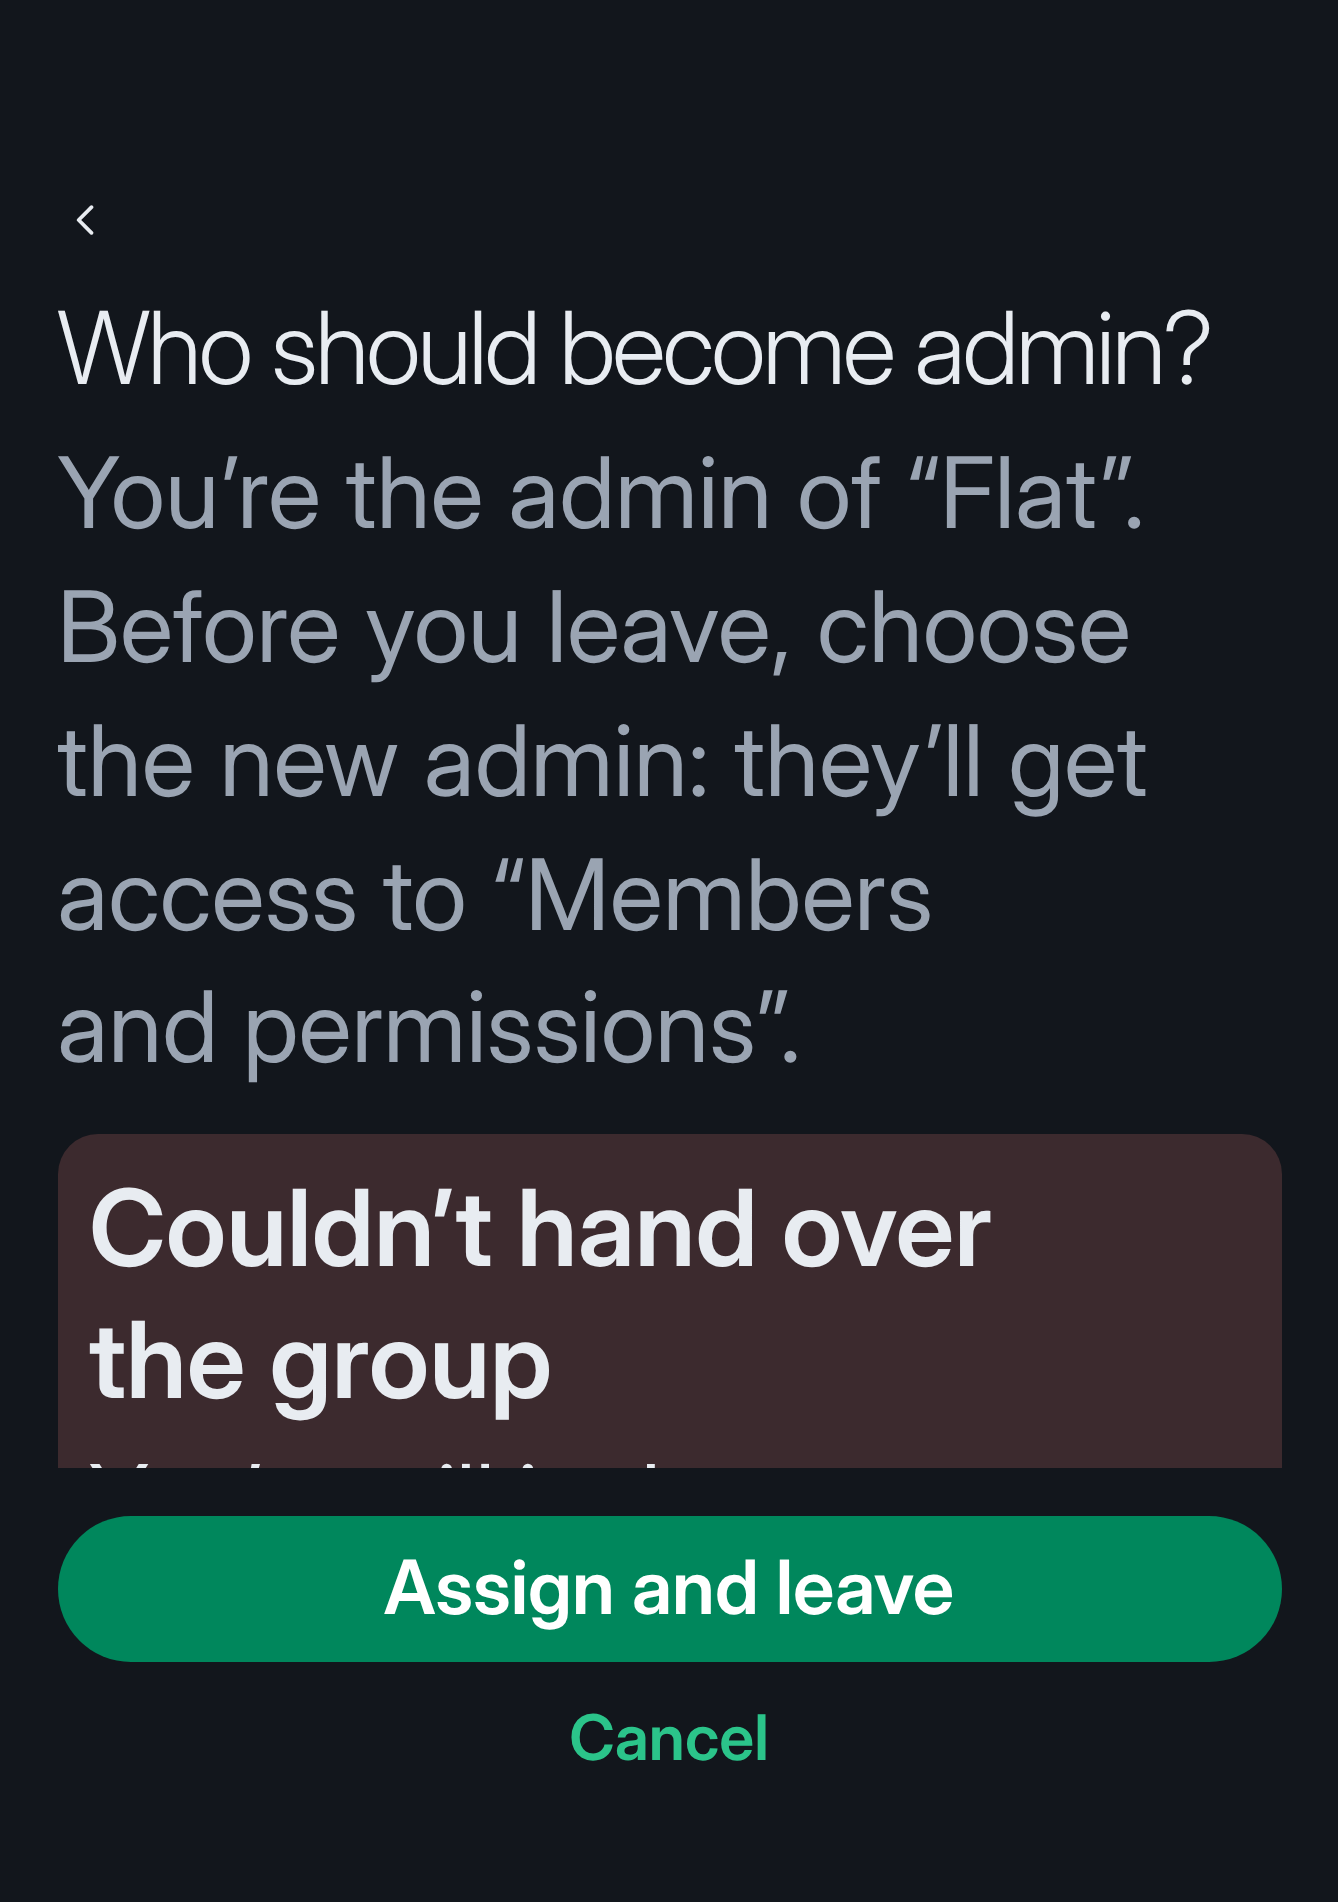 Who should become admin?
You’re the admin of “Flat”.
Before you leave, choose
the new admin: they’ll get
access to “Members
and permissions”.
Couldn’t hand over
the group
Assign and leave
Cancel